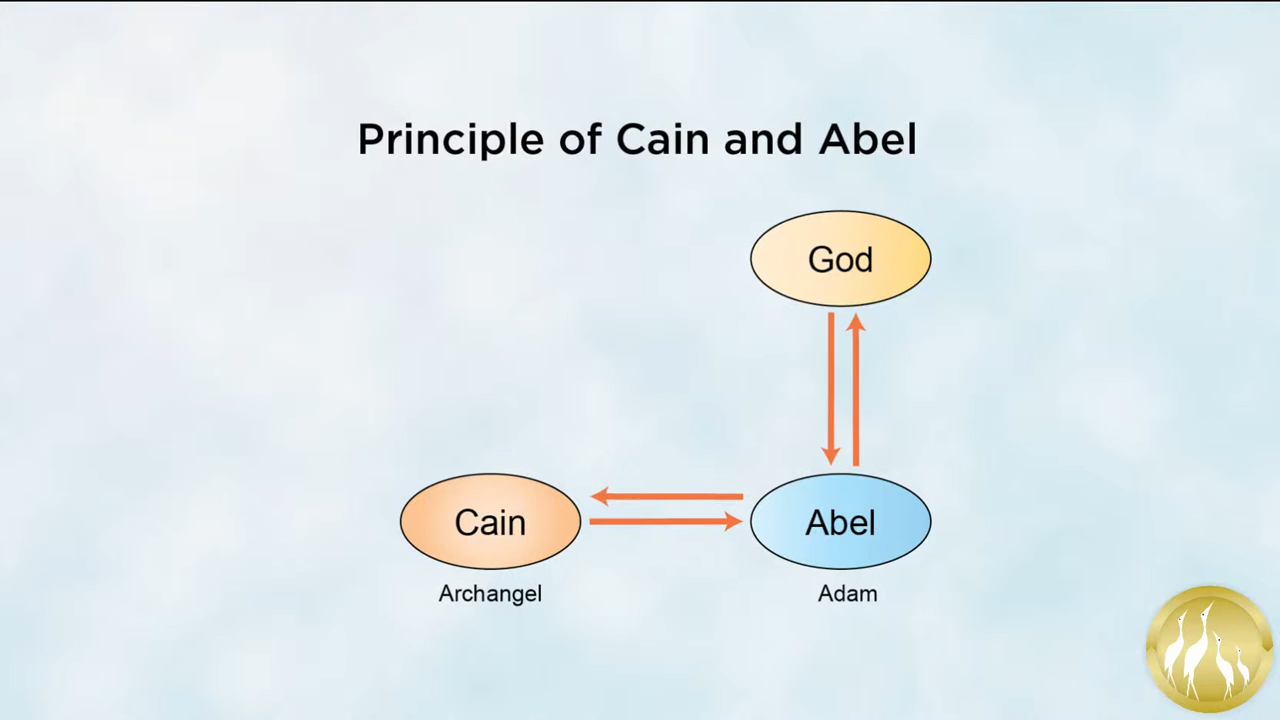 Principle of Cain and Abel
God
Cain
Abel
Archangel
Adam